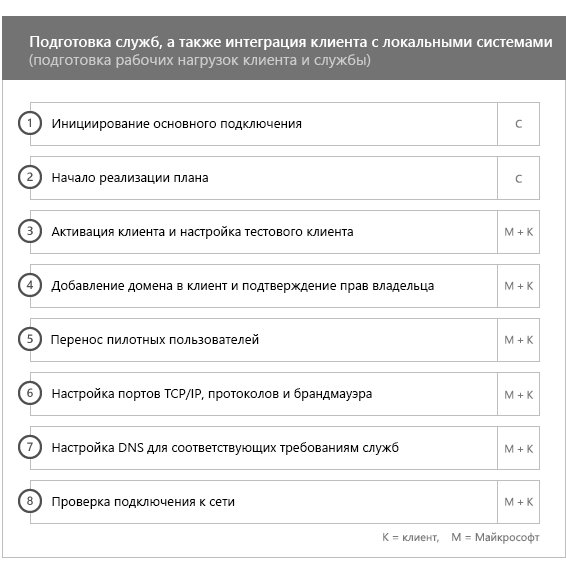 Подготовка служб, а также интеграция клиента с локальными системами
(подготовка рабочих нагрузок клиента и службы)
1 Инициирование основного подключения C
2 Начало реализации плана C
3 Активация клиента и настройка тестового клиента М + К
4 Добавление домена в клиент и подтверждение прав владельца М + К
5 Перенос пилотных пользователей М + К
6 Настройка портов TCP/IP, протоколов и брандмауэра М + К
7 Настройка DNS для соответствующих требованиям служб М + К
8 Проверка подключения к сети М + К
К = клиент, М = Майкрософт